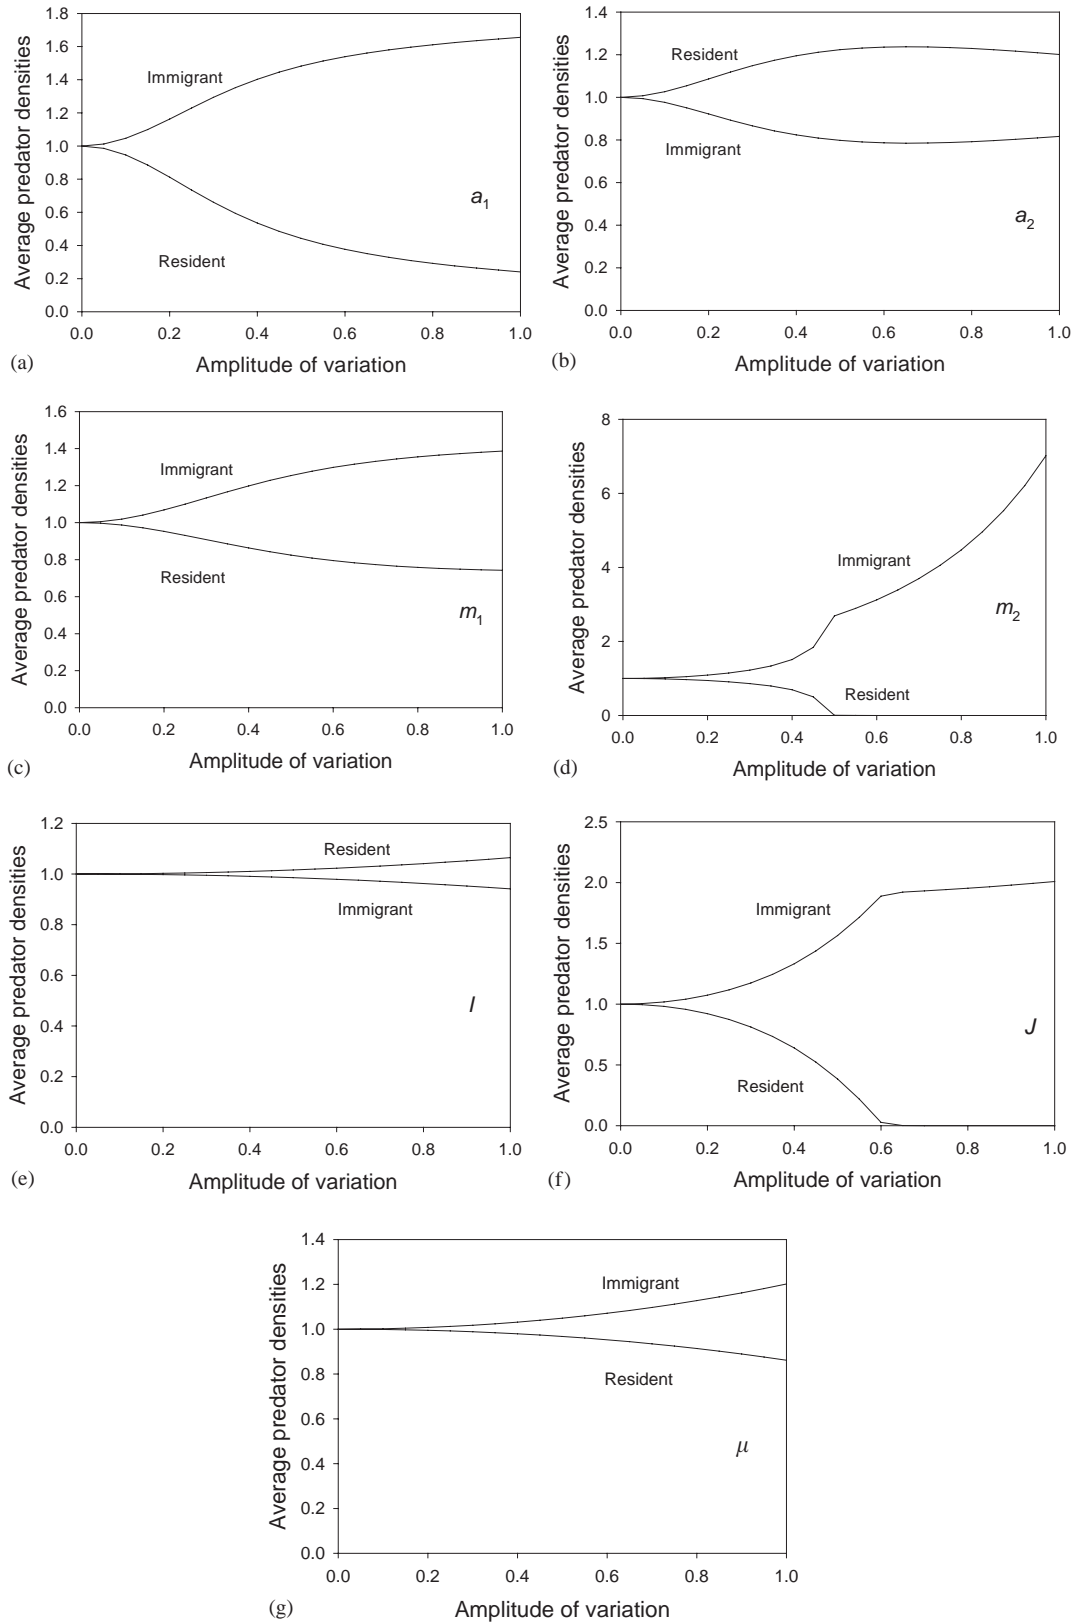 Average predator densities
1.8
1.6
1.4
1.2
1.0
0.8
0.6
0.4
0.2
0.0
Immigrant
Resident
a1
0.0 0.2 0.4 0.6 0.8 1.0
(a) Amplitude of variation
Average predator densities
1.4
1.2
1.0
0.8
0.6
0.4
0.2
0.0
Resident
Immigrant
a2
0.0 0.2 0.4 0.6 0.8 1.0
(b) Amplitude of variation
Average predator densities
1.6
1.4
1.2
1.0
0.8
0.6
0.4
0.2
0.0
Immigrant
Resident
m1
0.0 0.2 0.4 0.6 0.8 1.0
(c) Amplitude of variation
Average predator densities
8
6
4
2
0
Immigrant
m2
Resident
0.0 0.2 0.4 0.6 0.8 1.0
(d) Amplitude of variation
Average predator densities
1.2
1.0
0.8
0.6
0.4
0.2
0.0
Resident
Immigrant
I
0.0 0.2 0.4 0.6 0.8 1.0
(e) Amplitude of variation
Average predator densities
2.5
2.0
1.5
1.0
0.5
0.0
Immigrant
J
Resident
0.0 0.2 0.4 0.6 0.8 1.0
(f) Amplitude of variation
Average predator densities
1.4
1.2
1.0
0.8
0.6
0.4
0.2
0.0
Immigrant
Resident
μ
0.0 0.2 0.4 0.6 0.8 1.0
(g) Amplitude of variation